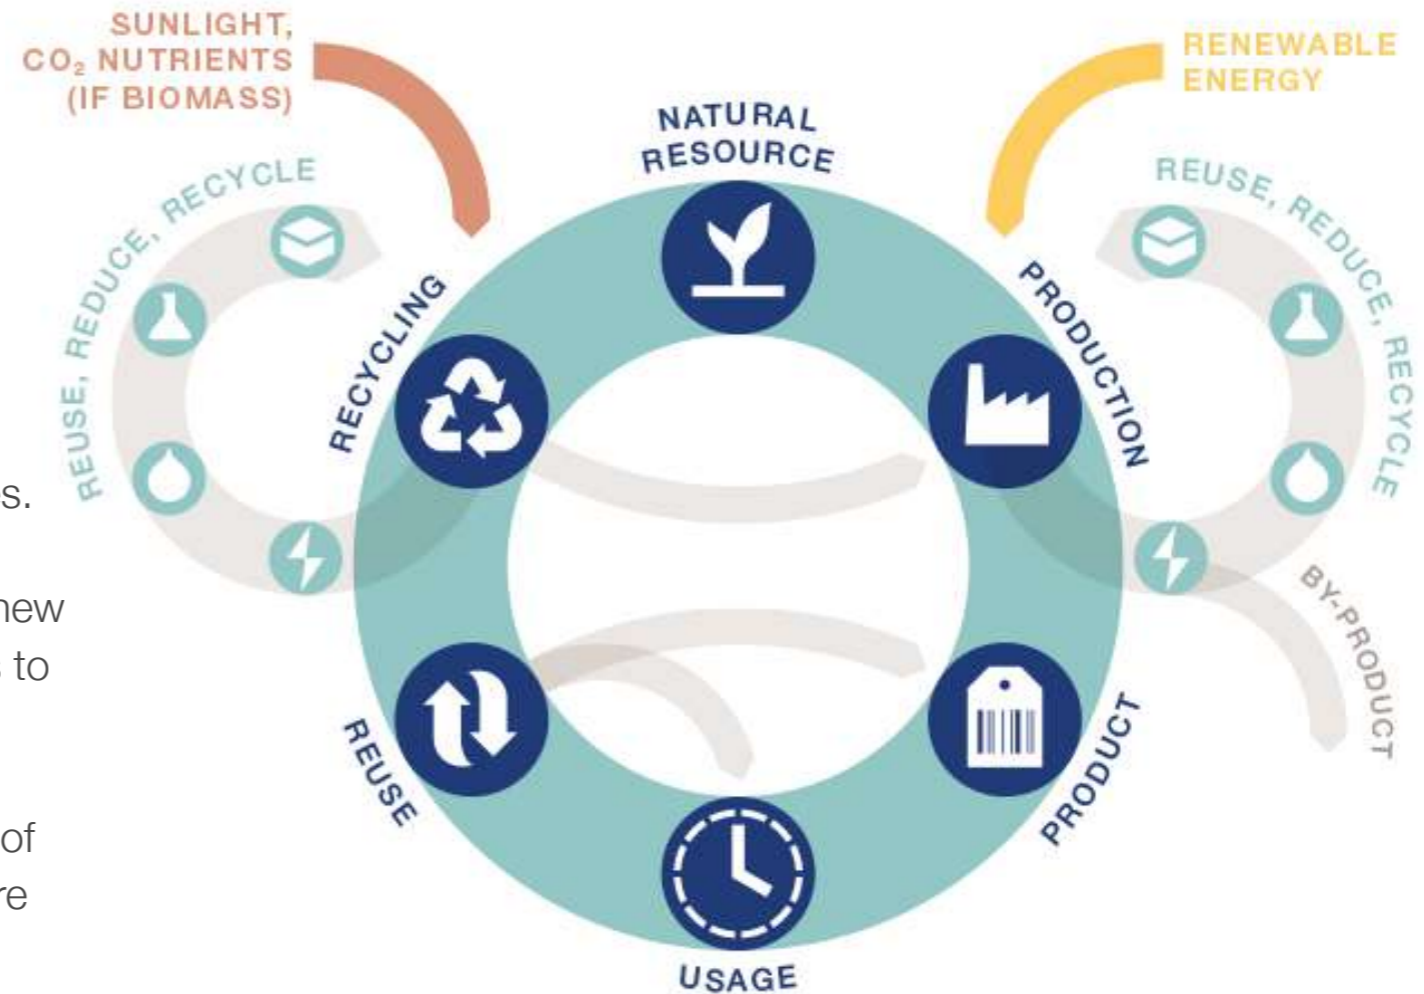 SUNLIGHT,
CO₂ NUTRIENTS
(IF BIOMASS)
RENEWABLE
ENERGY
NATURAL
RESOURCE
REUSE, REDUCE, RECYCLE
REUSE, REDUCE, RECYCLE
RECYCLING
PRODUCTION
s.
new
s to
of
re
BY-PRODUCT
REUSE
PRODUCT
USAGE